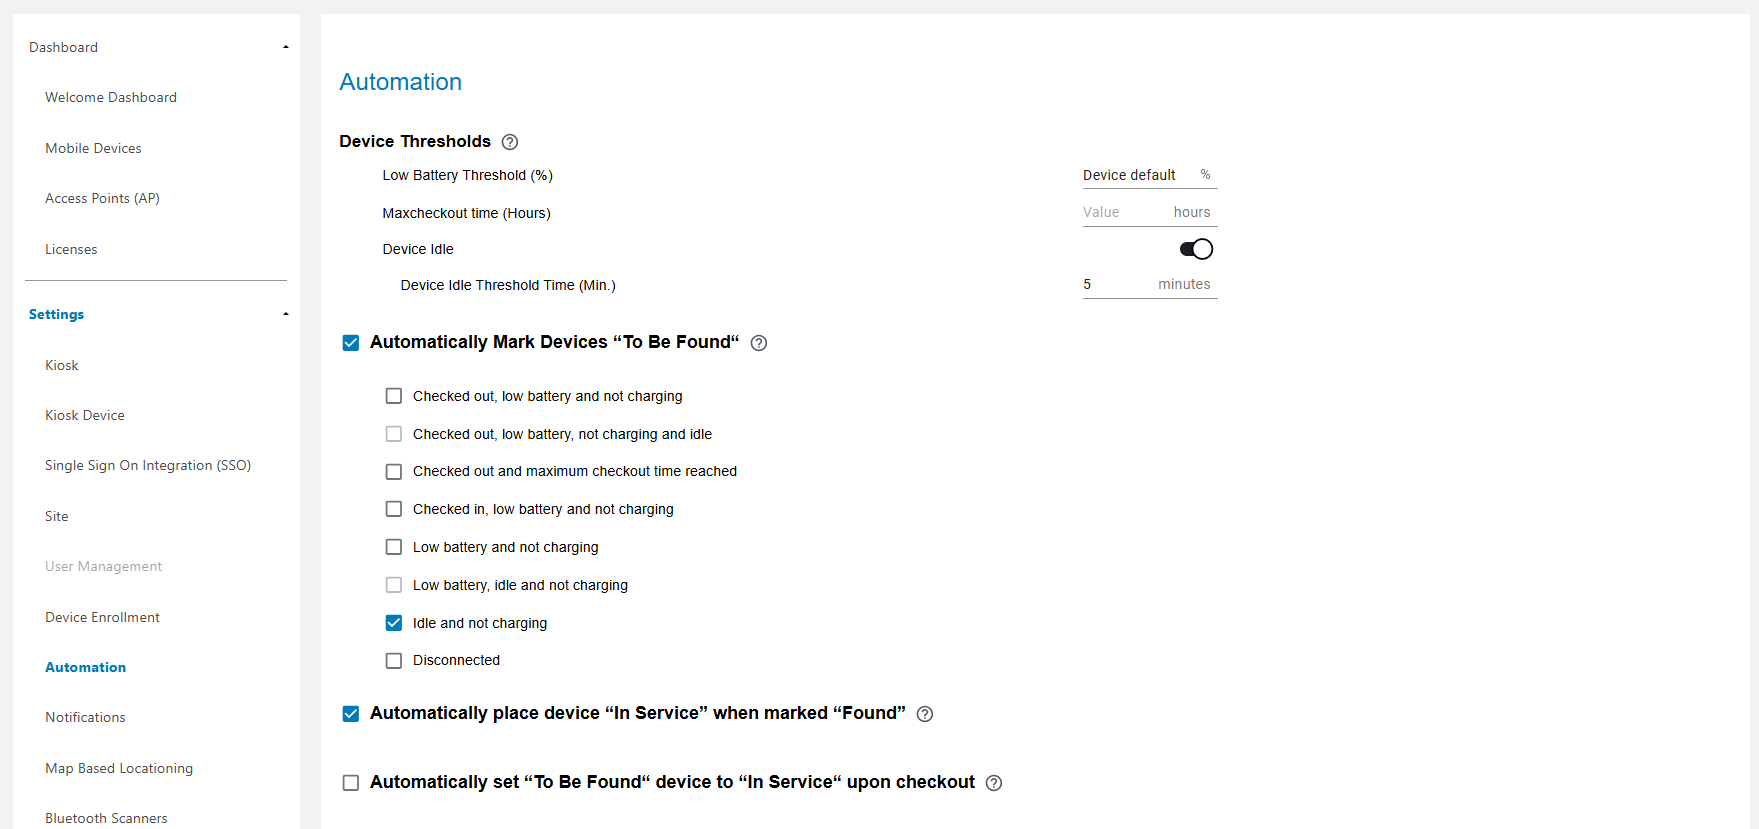 Dashboard
Welcome Dashboard
Mobile Devices
Access Points (AP)
Licenses
Settings
Kiosk
Kiosk Device
Single Sign On Integration (SSO)
Site
User Management
Device Enrollment
Automation
Notifications
Map Based Locationing
Bluetooth Scanners
Automation
Device Thresholds ?
Low Battery Threshold (%) Device default %
Maxcheckout time (Hours) Value hours
Device Idle
Device Idle Threshold Time (Min.) 5 minutes
Automatically Mark Devices “To Be Found“ ?
Checked out, low battery and not charging
Checked out, low battery, not charging and idle
Checked out and maximum checkout time reached
Checked in, low battery and not charging
Low battery and not charging
Low battery, idle and not charging
Idle and not charging
Disconnected
Automatically place device “In Service” when marked “Found” ?
Automatically set “To Be Found“ device to “In Service“ upon checkout ?